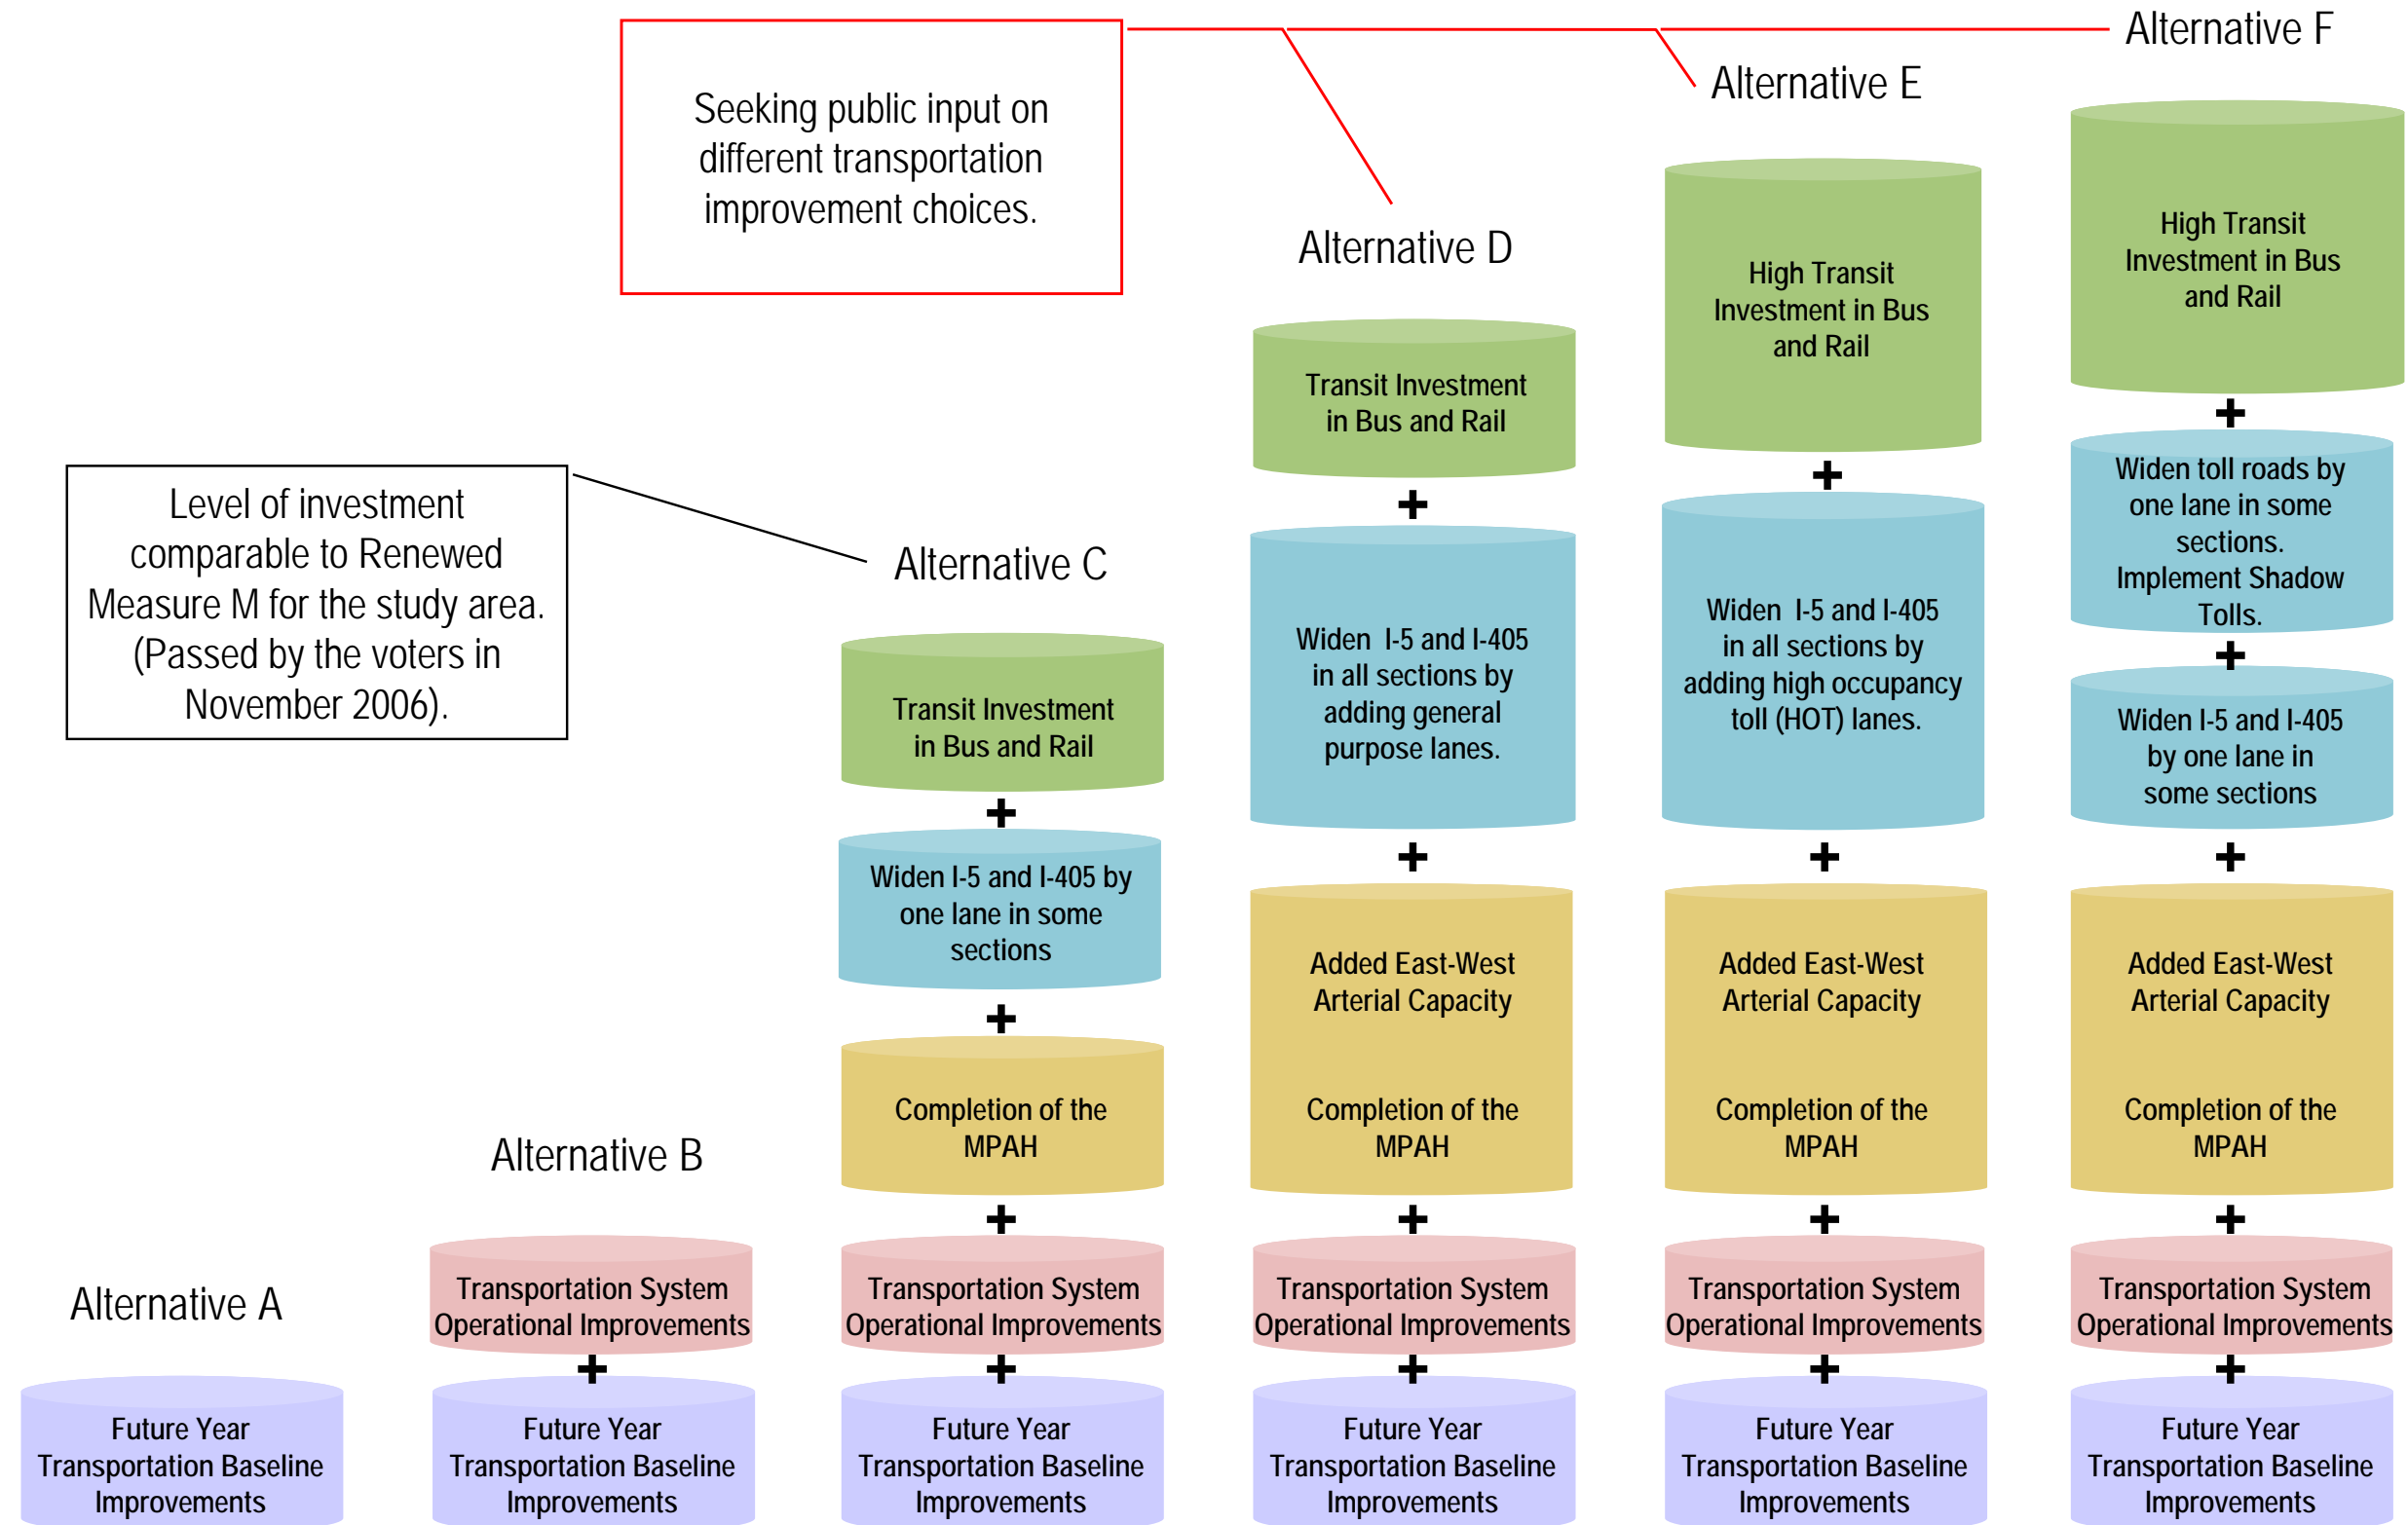 Seeking public input on
different transportation
improvement choices.
Level of investment
comparable to Renewed
Measure M for the study area.
(Passed by the voters in
November 2006).
Alternative A
Future Year
Transportation Baseline
Improvements
Alternative B
Transportation System
Operational Improvements
+
Future Year
Transportation Baseline
Improvements
Alternative C
Transit Investment
in Bus and Rail
+
Widen I-5 and I-405 by
one lane in some
sections
+
Completion of the
MPAH
+
Transportation System
Operational Improvements
+
Future Year
Transportation Baseline
Improvements
Alternative D
Transit Investment
in Bus and Rail
+
Widen I-5 and I-405
in all sections by
adding general
purpose lanes.
+
Added East-West
Arterial Capacity
Completion of the
MPAH
+
Transportation System
Operational Improvements
+
Future Year
Transportation Baseline
Improvements
Alternative E
High Transit
Investment in Bus
and Rail
+
Widen I-5 and I-405
in all sections by
adding high occupancy
toll (HOT) lanes.
+
Added East-West
Arterial Capacity
Completion of the
MPAH
+
Transportation System
Operational Improvements
+
Future Year
Transportation Baseline
Improvements
Alternative F
High Transit
Investment in Bus
and Rail
+
Widen toll roads by
one lane in some
sections.
Implement Shadow
Tolls.
+
Widen I-5 and I-405
by one lane in
some sections
+
Added East-West
Arterial Capacity
Completion of the
MPAH
+
Transportation System
Operational Improvements
+
Future Year
Transportation Baseline
Improvements